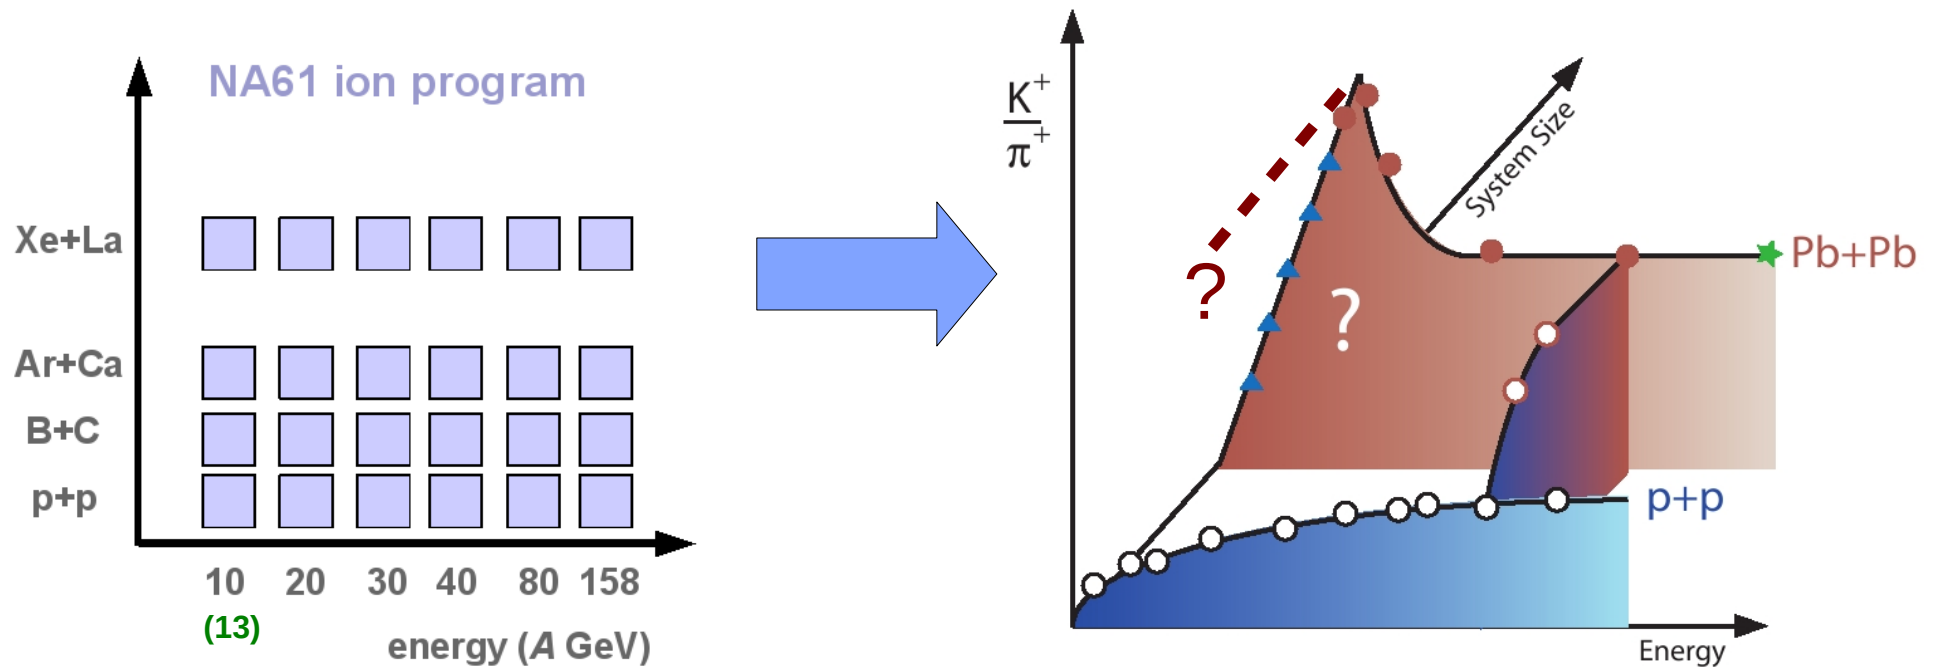 NA61 ion program
Xe+La
Ar+Ca
B+C
p+p
10 20 30 40 80 158
(13)
energy (A GeV)
K+
π+
System Size
?
?
Pb+Pb
p+p
Energy